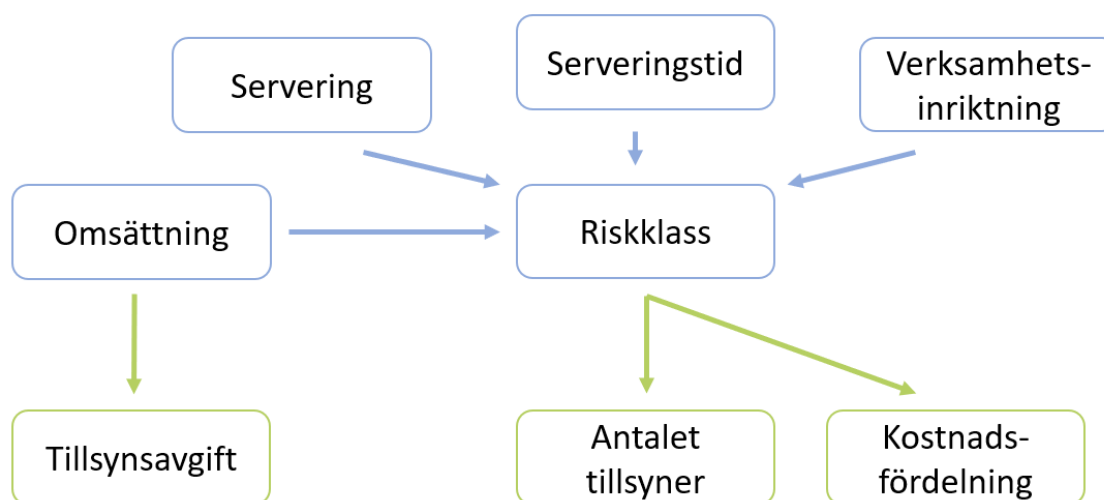 Servering
Serveringstid
Verksamhets-
inriktning
Omsättning
Riskklass
Tillsynsavgift
Antalet
tillsyner
Kostnads-
fördelning